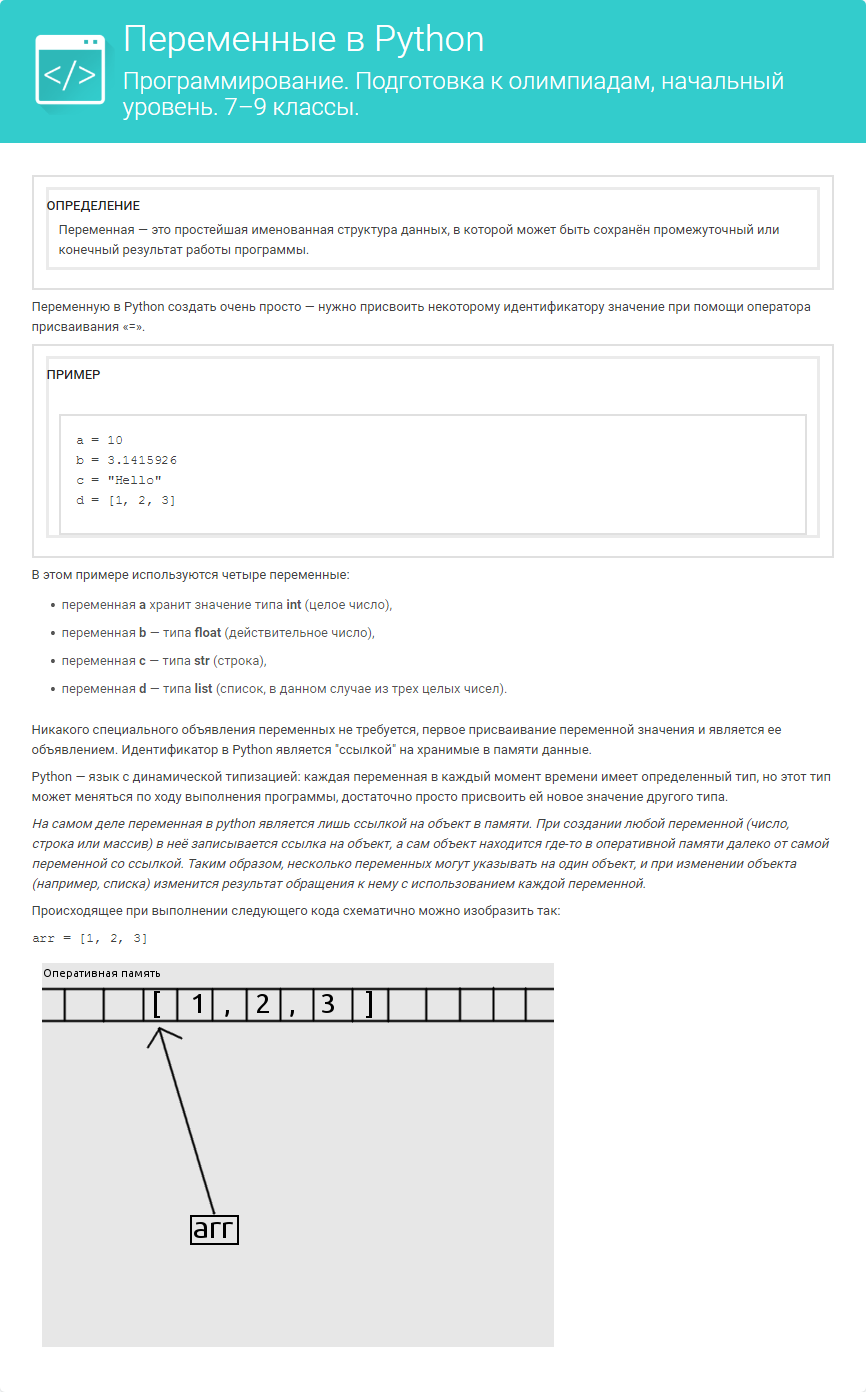 </>
Переменные в Python
Программирование. Подготовка к олимпиадам, начальный
уровень. 7–9 классы.
ОПРЕДЕЛЕНИЕ
Переменная — это простейшая именованная структура данных, в которой может быть сохранён промежуточный или
конечный результат работы программы.
Переменную в Python создать очень просто — нужно присвоить некоторому идентификатору значение при помощи оператора
присваивания «=».
ПРИМЕР
a = 10
b = 3.1415926
c = "Hello"
d = [1, 2, 3]
В этом примере используются четыре переменные:
• переменная a хранит значение типа int (целое число),
• переменная b — типа float (действительное число),
• переменная c — типа str (строка),
• переменная d — типа list (список, в данном случае из трех целых чисел).
Никакого специального объявления переменных не требуется, первое присваивание переменной значения и является ее
объявлением. Идентификатор в Python является "ссылкой" на хранимые в памяти данные.
Python — язык с динамической типизацией: каждая переменная в каждый момент времени имеет определенный тип, но этот тип
может меняться по ходу выполнения программы, достаточно просто присвоить ей новое значение другого типа.
На самом деле переменная в python является лишь ссылкой на объект в памяти. При создании любой переменной (число,
строка или массив) в неё записывается ссылка на объект, а сам объект находится где-то в оперативной памяти далеко от самой
переменной со ссылкой. Таким образом, несколько переменных могут указывать на один объект, и при изменении объекта
(например, списка) изменится результат обращения к нему с использованием каждой переменной.
Происходящее при выполнении следующего кода схематично можно изобразить так:
arr = [1, 2, 3]
Оперативная память
[ 1 , 2 , 3 ]
arr